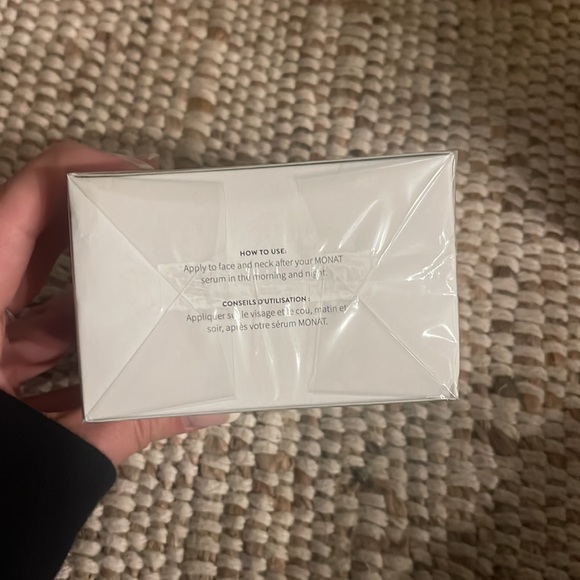 HOW TO USE:
Apply to face and neck after your MONAT
serum in the morning and night.
CONSEILS D'UTILISATION :
Appliquer sur le visage et le cou, matin et
soir, après votre sérum MONAT.